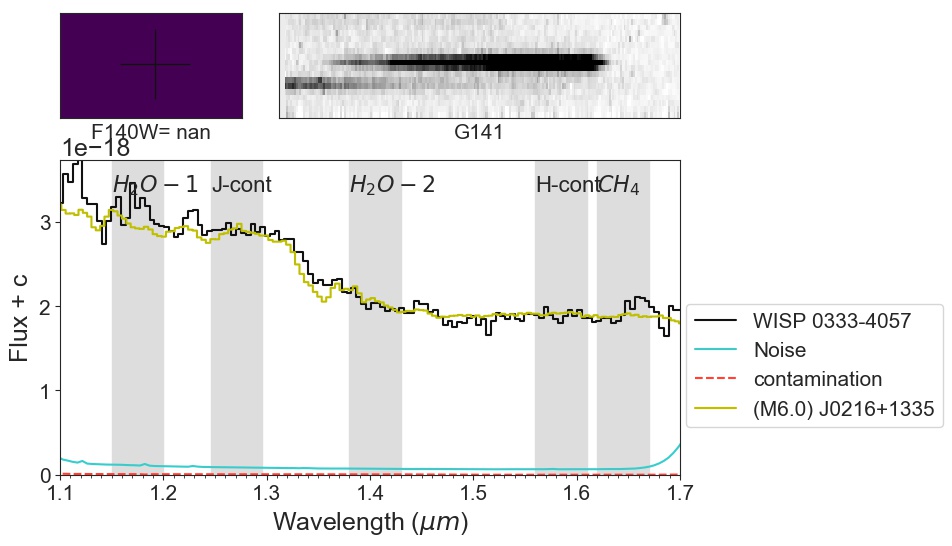 F140W= nan
G141
1e−18
H₂O − 1 J-cont H₂O − 2 H-cont CH₄
3
2
1
0
Flux + c
1.1 1.2 1.3 1.4 1.5 1.6 1.7
Wavelength (μm)
WISP 0333-4057
Noise
contamination
(M6.0) J0216+1335